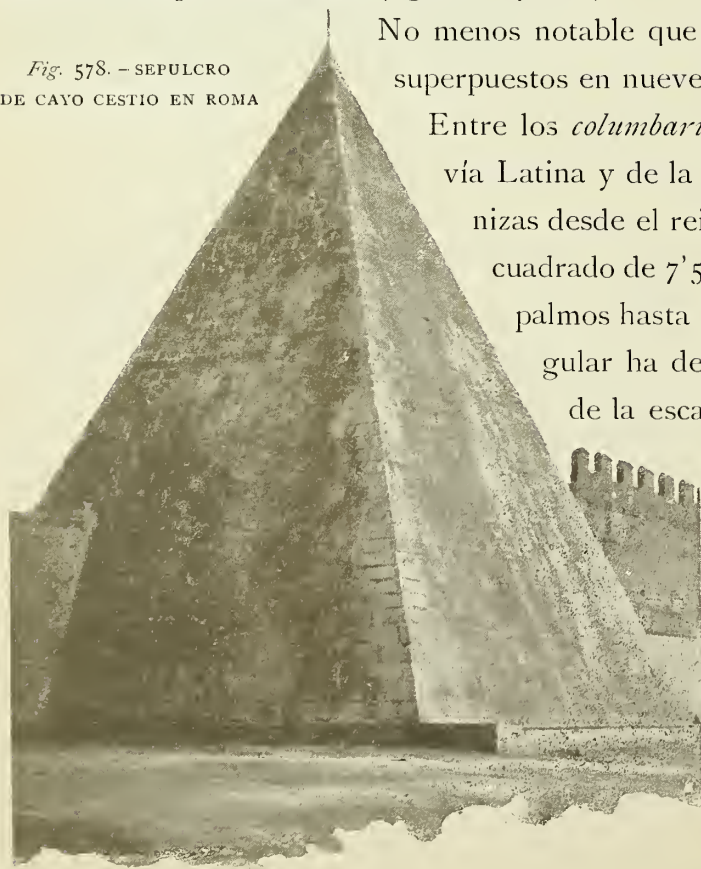 Fig. 578. – SEPULCRO
DE CAYO CESTIO EN ROMA
No menos notable que
superpuestos en nueve
Entre los columbari
vía Latina y de la
nizas desde el rei
cuadrado de 7'5
palmos hasta
gular ha de
de la esca